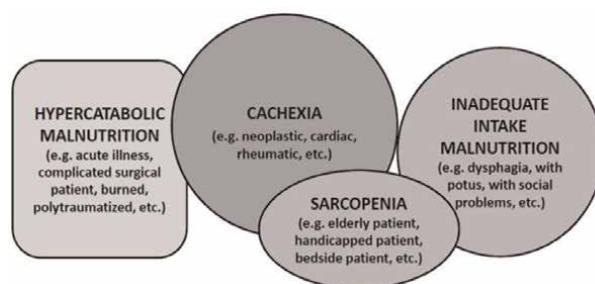 HYPERCATABOLIC
MALNUTRITION
(e.g. acute illness,
complicated surgical
patient, burned,
polytraumatized, etc.)
CACHEXIA
(e.g. neoplastic, cardiac,
rheumatic, etc.)
INADEQUATE
INTAKE
MALNUTRITION
(e.g. dysphagia, with
potus, with social
problems, etc.)
SARCOPENIA
(e.g. elderly patient,
handicapped patient,
bedside patient, etc.)